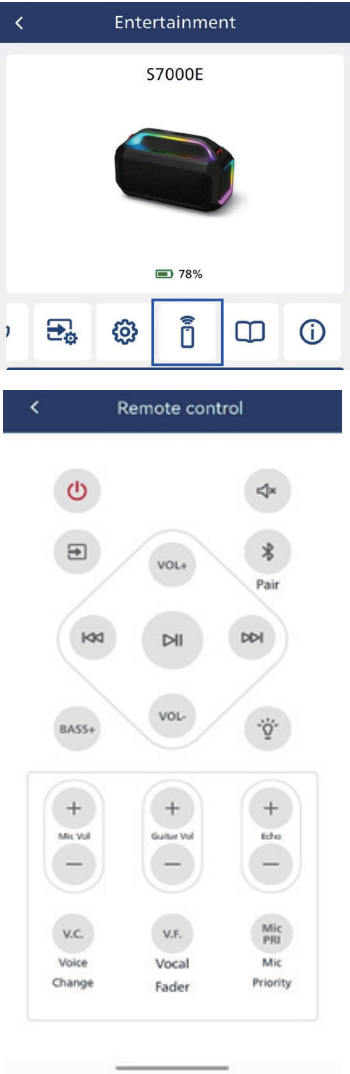 Entertainment
S7000E
78%
Remote control
VOL+
Pair
BASS+
VOL-
Mic Vol
Guitar Vol
Echo
V.C.
V.F.
Mic
PRI
Voice
Change
Vocal
Fader
Mic
Priority